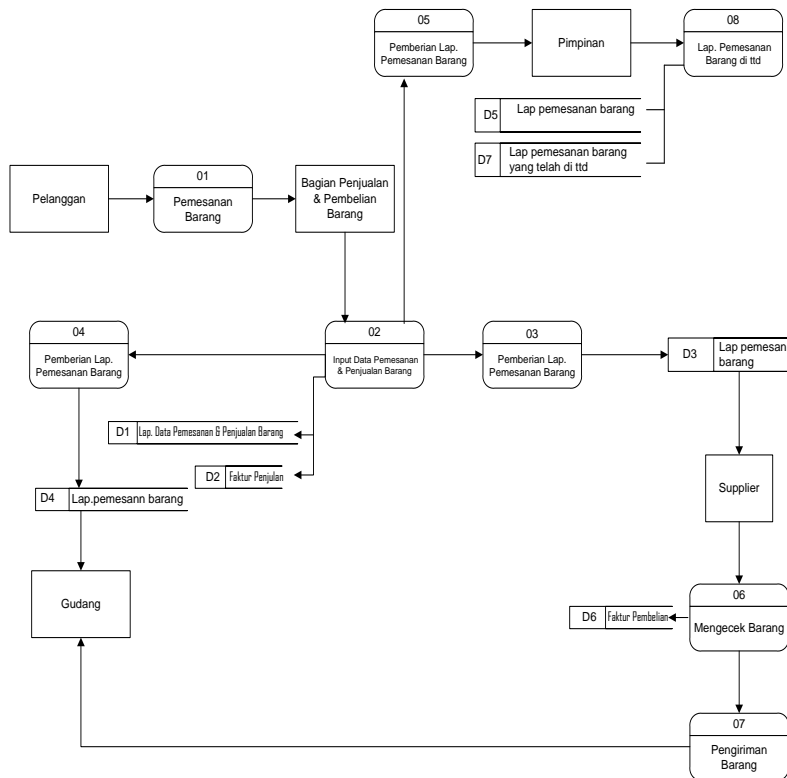 05
Pemberian Lap.
Pemesanan Barang
Pimpinan
08
Lap. Pemesanan
Barang di ttd
D5
Lap pemesanan barang
D7
Lap pemesanan barang
yang telah di ttd
Pelanggan
01
Pemesanan
Barang
Bagian Penjualan
& Pembelian
Barang
04
Pemberian Lap.
Pemesanan Barang
02
Input Data Pemesanan
& Penjualan Barang
03
Pemberian Lap.
Pemesanan Barang
D3
Lap pemesan
barang
D1
Lap. Data Pemesanan & Penjualan Barang
D2
Faktur Penjulan
D4
Lap.pemesann barang
Supplier
Gudang
06
Mengecek Barang
D6
Faktur Pembelian
07
Pengiriman
Barang